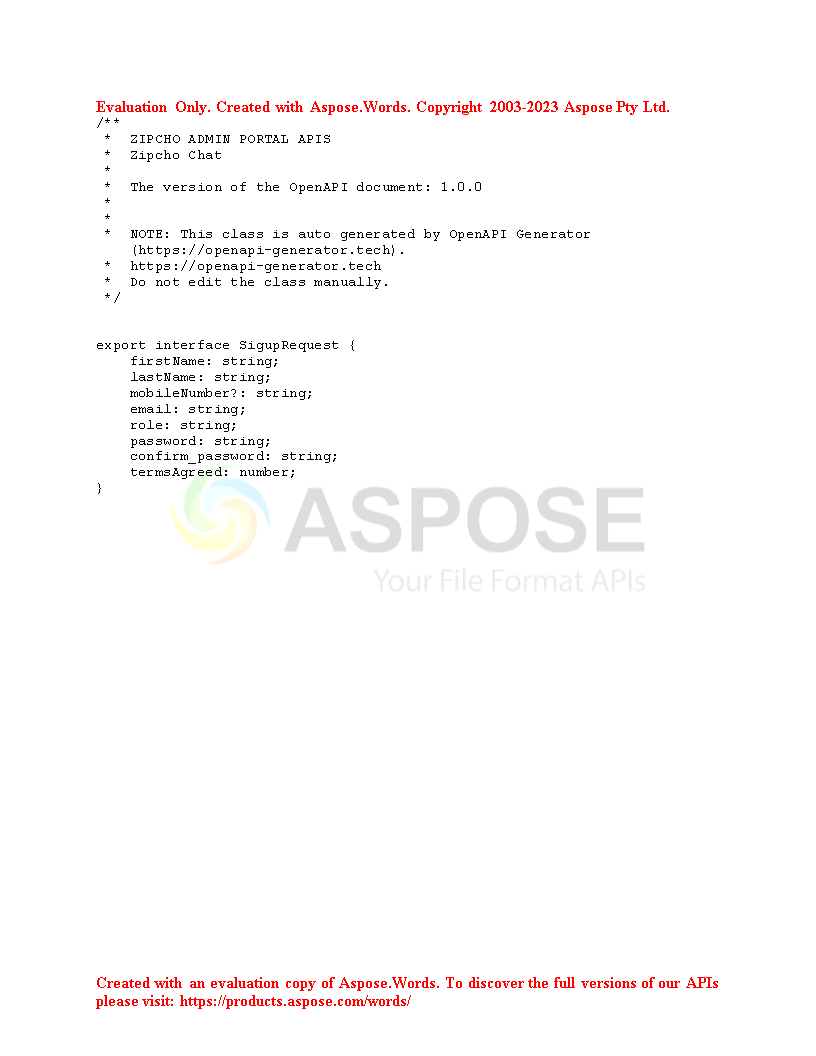 Evaluation Only. Created with Aspose.Words. Copyright 2003-2023 Aspose Pty Ltd.
/**
 * ZIPCHO ADMIN PORTAL APIS
 * Zipcho Chat
 *
 * The version of the OpenAPI document: 1.0.0
 *
 *
 * NOTE: This class is auto generated by OpenAPI Generator
(https://openapi-generator.tech).
 * https://openapi-generator.tech
 * Do not edit the class manually.
 */
export interface SigupRequest {
    firstName: string;
    lastName: string;
    mobileNumber?: string;
    email: string;
    role: string;
    password: string;
    confirm_password: string;
    termsAgreed: number;
}
ASPOSE
Your File Format APIs
Created with an evaluation copy of Aspose.Words. To discover the full versions of our APIs
please visit: https://products.aspose.com/words/